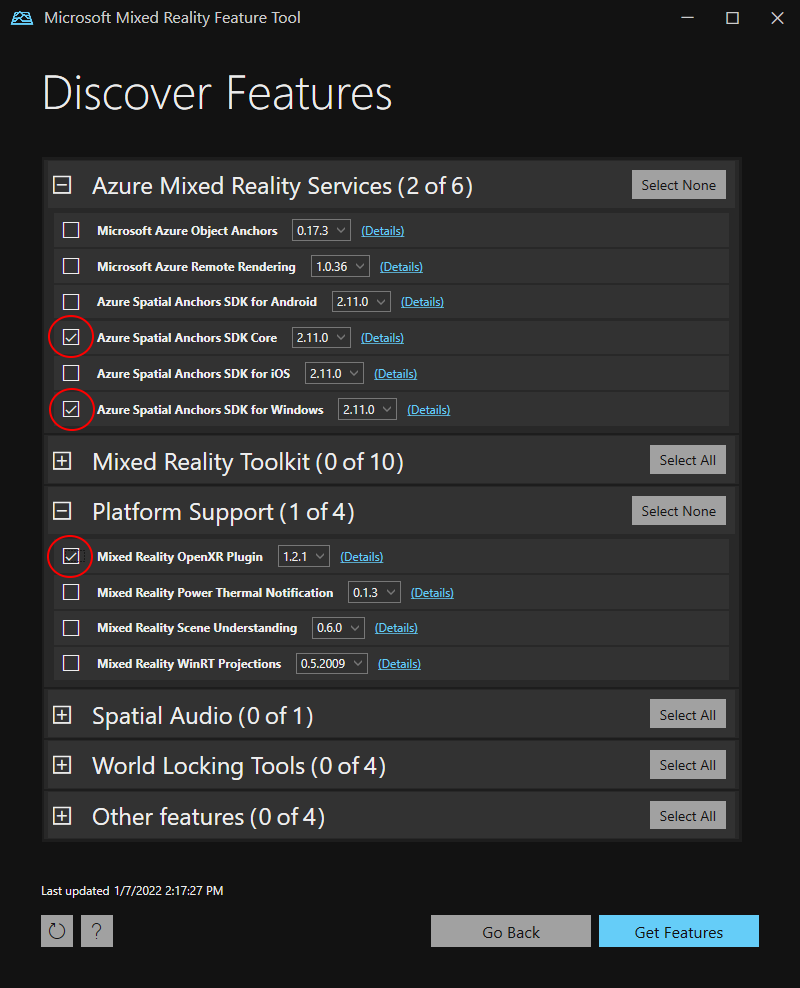 Microsoft Mixed Reality Feature Tool
Discover Features
Azure Mixed Reality Services (2 of 6) Select None
Microsoft Azure Object Anchors 0.17.3 (Details)
Microsoft Azure Remote Rendering 1.0.36 (Details)
Azure Spatial Anchors SDK for Android 2.11.0 (Details)
Azure Spatial Anchors SDK Core 2.11.0 (Details)
Azure Spatial Anchors SDK for iOS 2.11.0 (Details)
Azure Spatial Anchors SDK for Windows 2.11.0 (Details)
Mixed Reality Toolkit (0 of 10) Select All
Platform Support (1 of 4) Select None
Mixed Reality OpenXR Plugin 1.2.1 (Details)
Mixed Reality Power Thermal Notification 0.1.3 (Details)
Mixed Reality Scene Understanding 0.6.0 (Details)
Mixed Reality WinRT Projections 0.5.2009 (Details)
Spatial Audio (0 of 1) Select All
World Locking Tools (0 of 4) Select All
Other features (0 of 4) Select All
Last updated 1/7/2022 2:17:27 PM
? Go Back Get Features